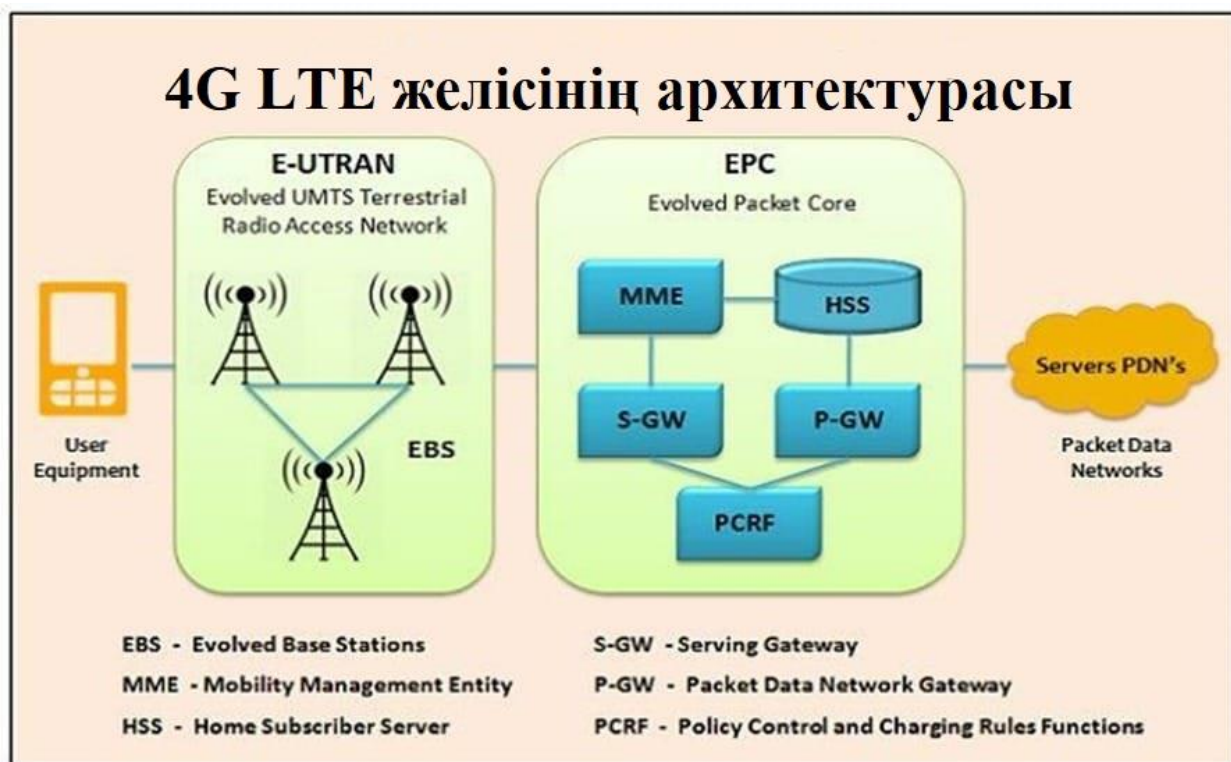 4G LTE желісінің архитектурасы
E-UTRAN
Evolved UMTS Terrestrial
Radio Access Network
EBS
User
Equipment
EPC
Evolved Packet Core
MME
HSS
S-GW
P-GW
PCRF
Servers PDN's
Packet Data
Networks
EBS - Evolved Base Stations
MME - Mobility Management Entity
HSS - Home Subscriber Server
S-GW - Serving Gateway
P-GW - Packet Data Network Gateway
PCRF - Policy Control and Charging Rules Functions